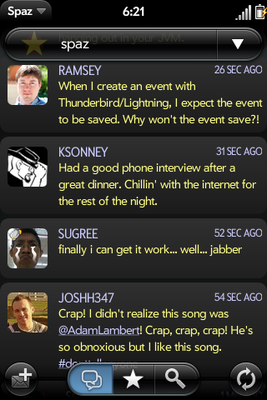 Spaz 6:21
out in your JVM.
spaz
RAMSEY 26 SEC AGO
When I create an event with
Thunderbird/Lightning, I expect the event
to be saved. Why won't the event save?!
KSONNEY 31 SEC AGO
Had a good phone interview after a
great dinner. Chillin' with the internet for
the rest of the night.
SUGREE 52 SEC AGO
finally i can get it work... well... jabber
JOSHH347 54 SEC AGO
Crap! I didn't realize this song was
@AdamLambert! Crap, crap, crap! He's
so obnoxious but I like this song.